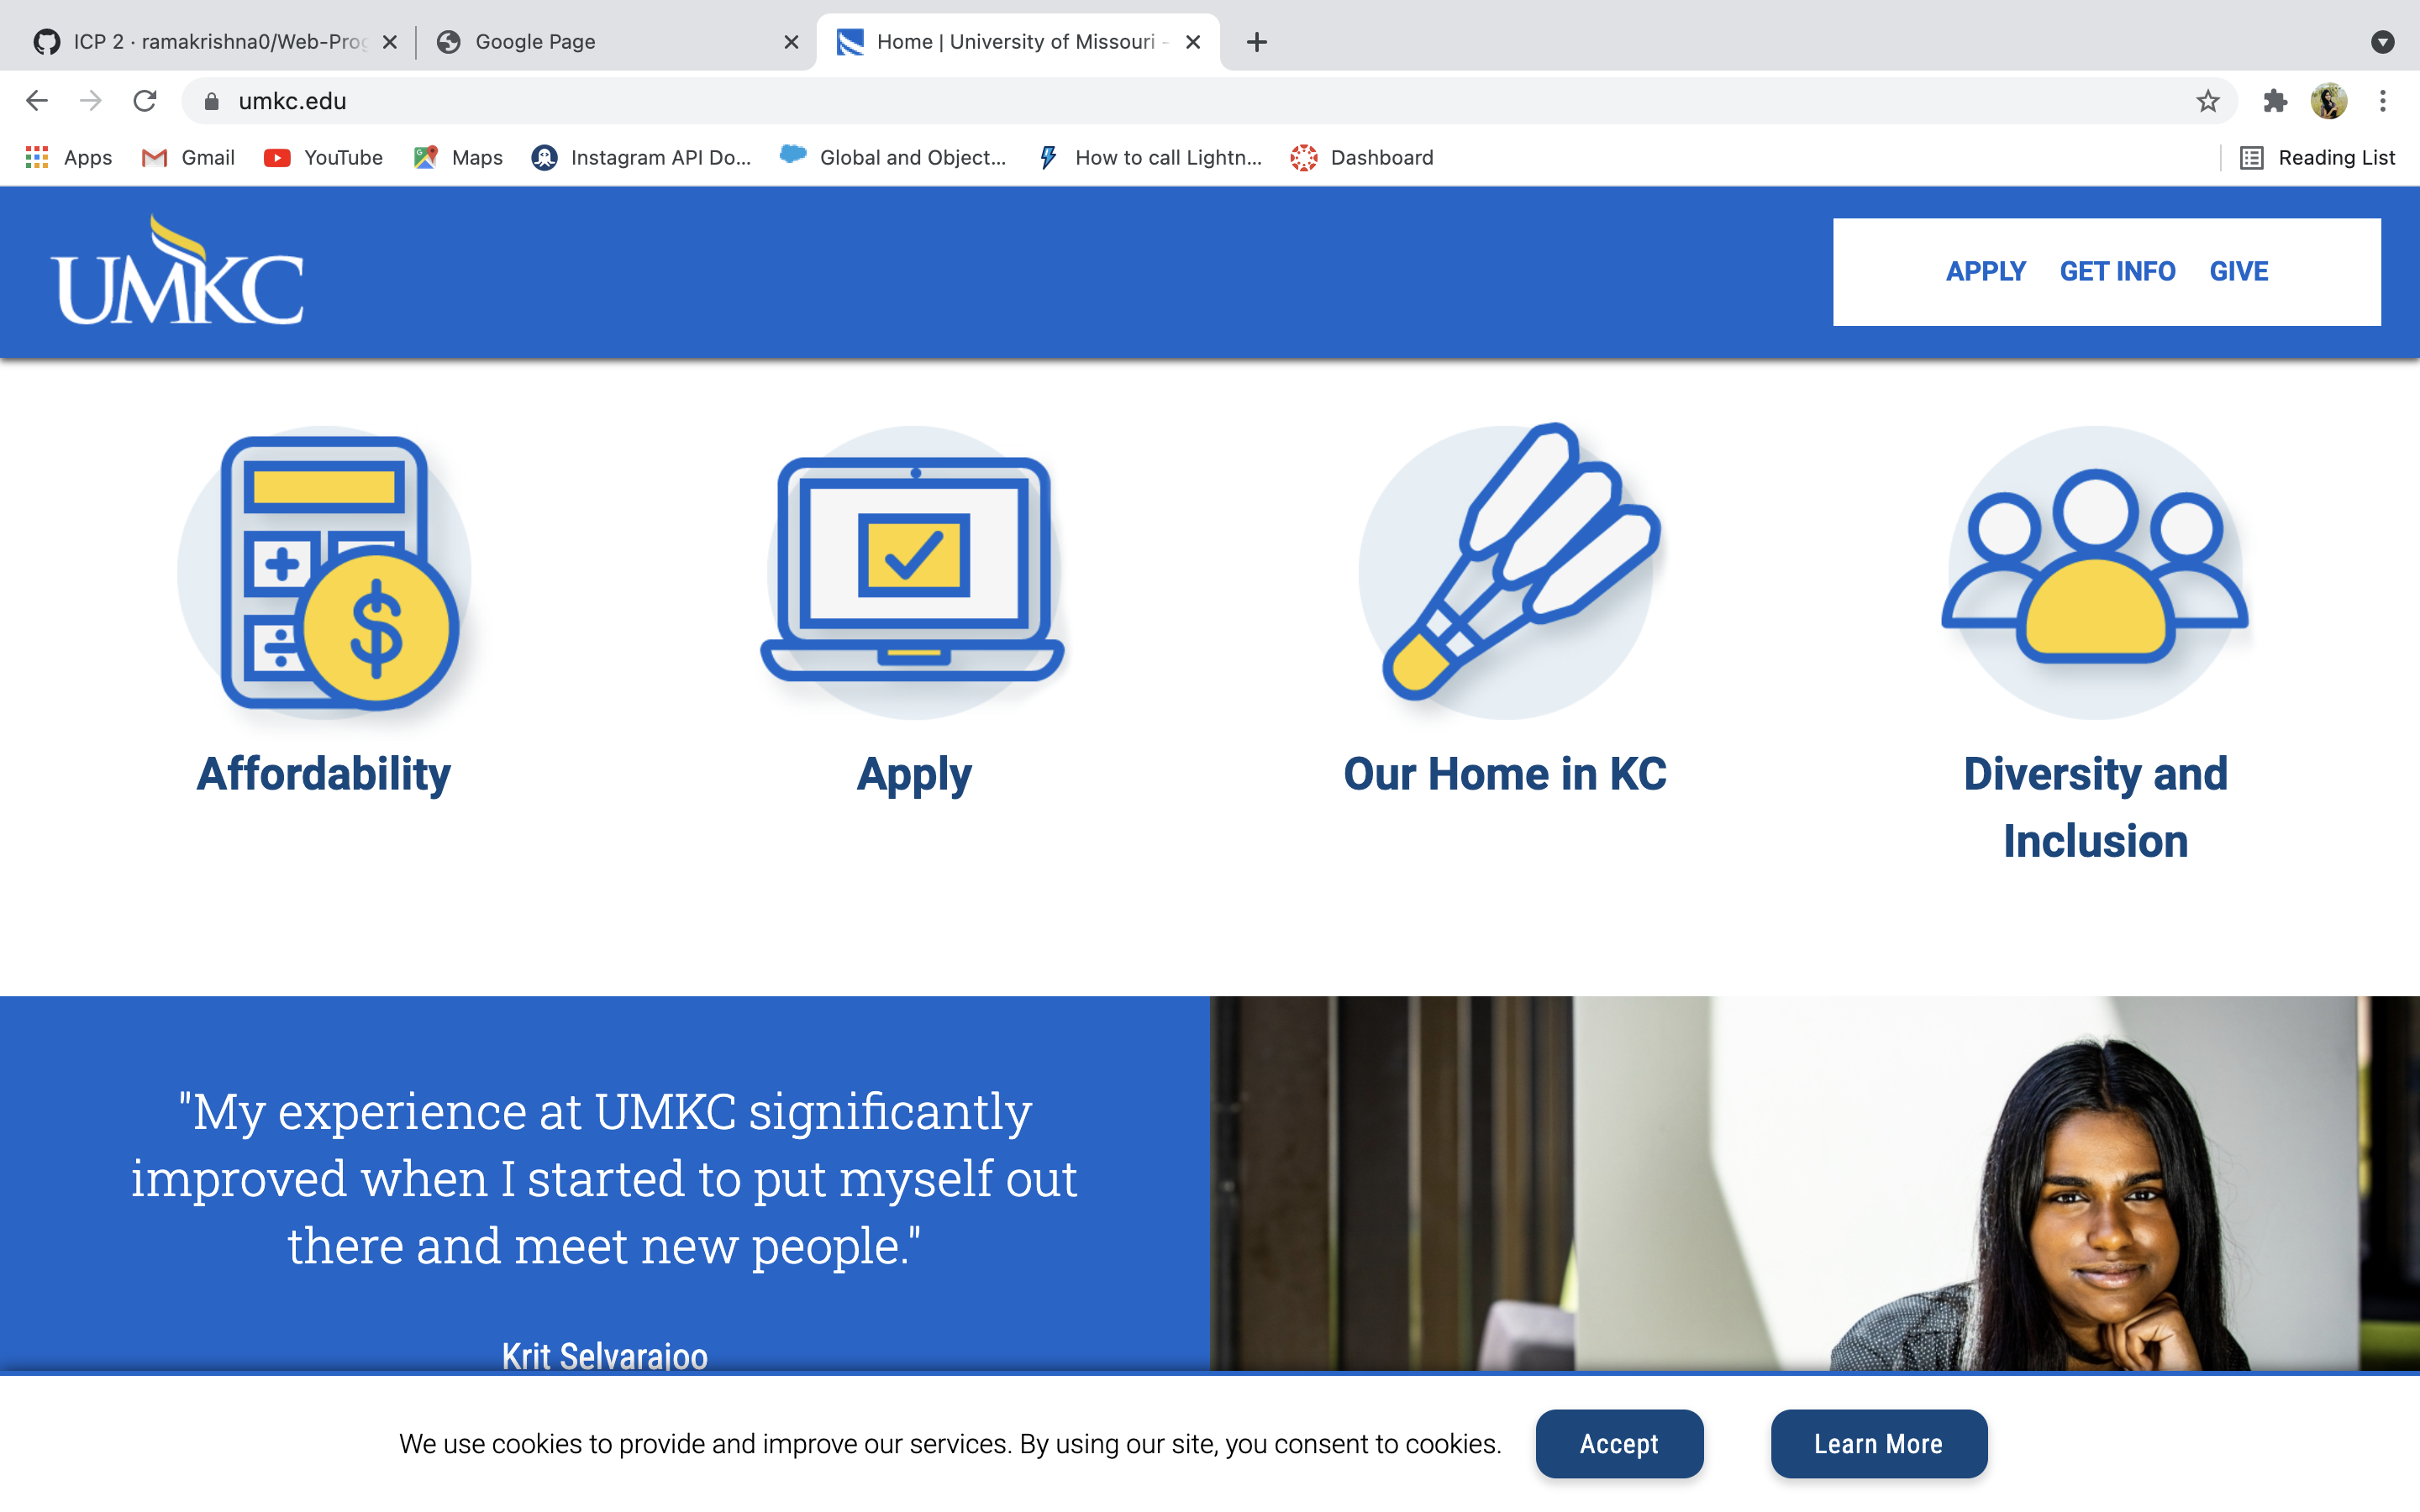 ICP 2 · ramakrishna0/Web-Prog
Google Page
Home | University of Missouri -
umkc.edu
Apps
Gmail
YouTube
Maps
Instagram API Do...
Global and Object...
How to call Lightn...
Dashboard
Reading List
UMKC
APPLY GET INFO GIVE
Affordability
Apply
Our Home in KC
Diversity and
Inclusion
"My experience at UMKC significantly
improved when I started to put myself out
there and meet new people."
Krit Selvarajoo
We use cookies to provide and improve our services. By using our site, you consent to cookies.
Accept
Learn More